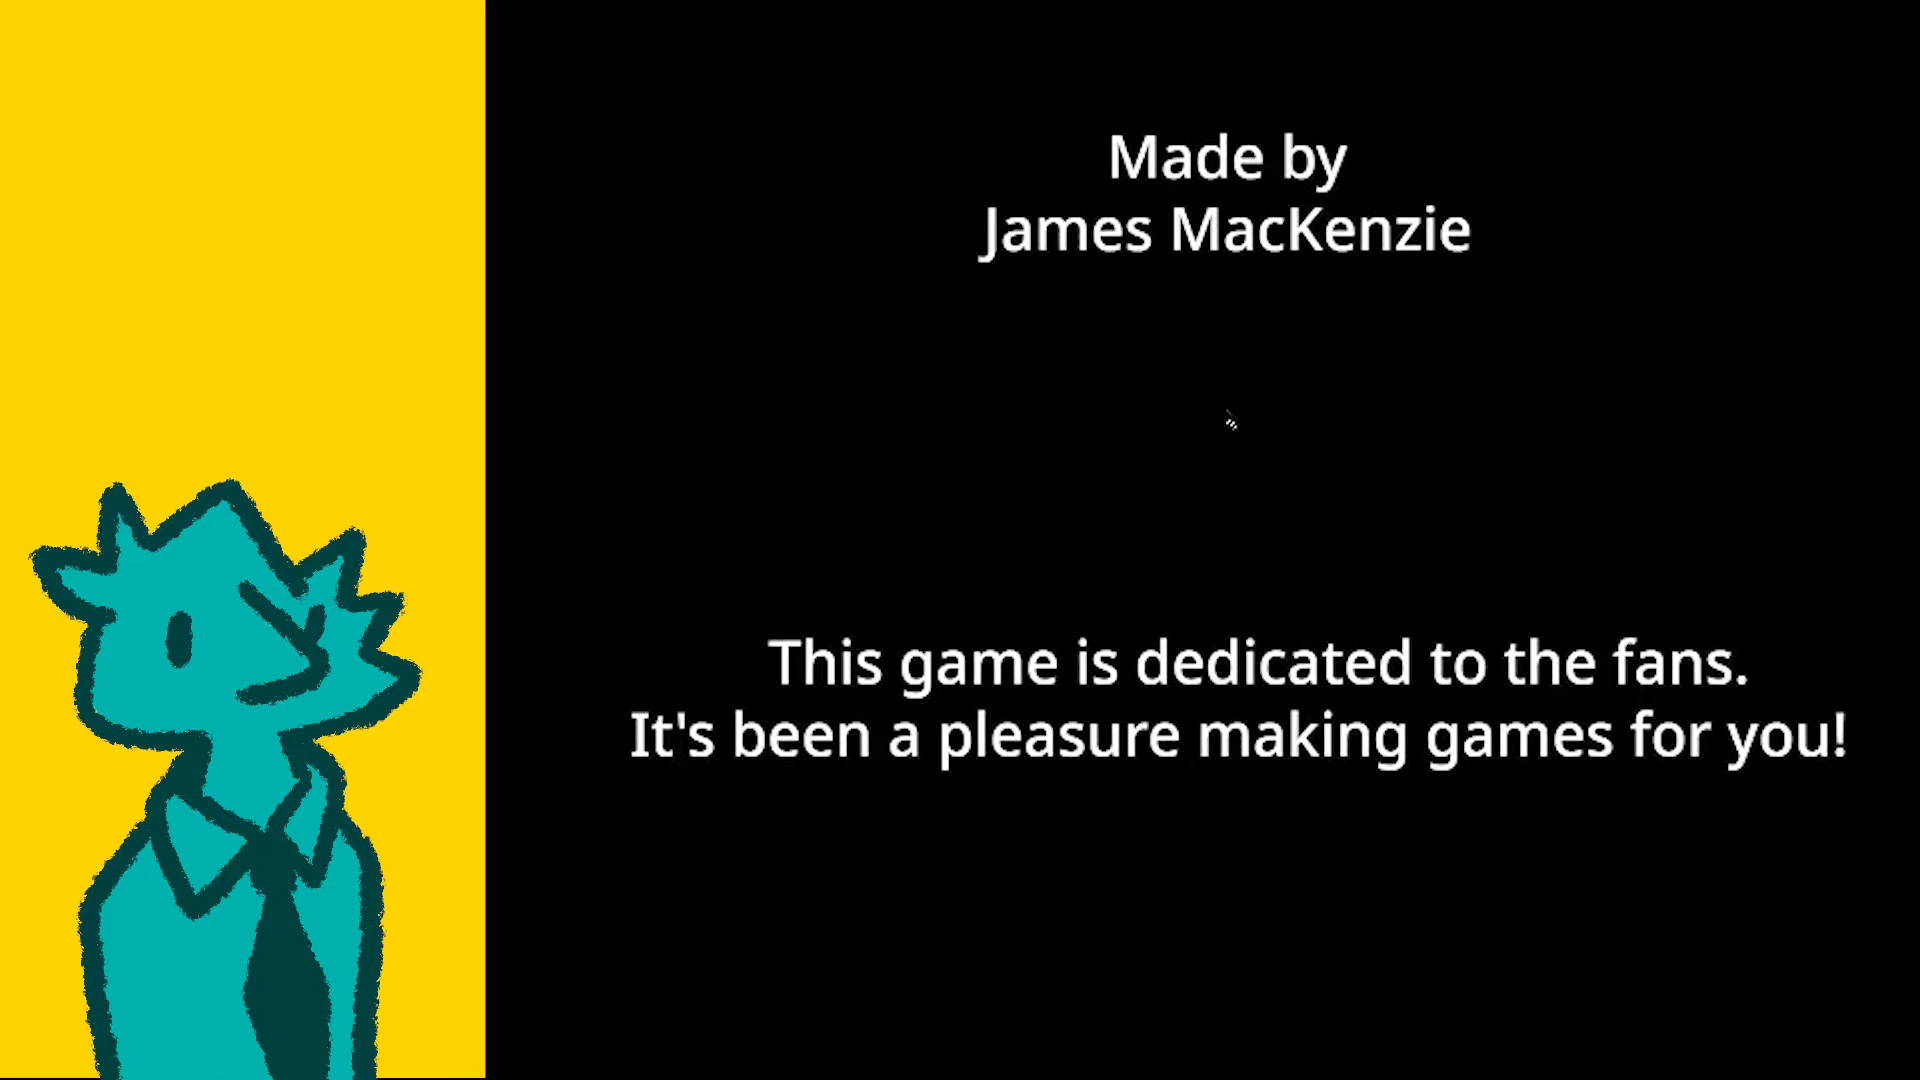 Made by
James MacKenzie
This game is dedicated to the fans.
It's been a pleasure making games for you!